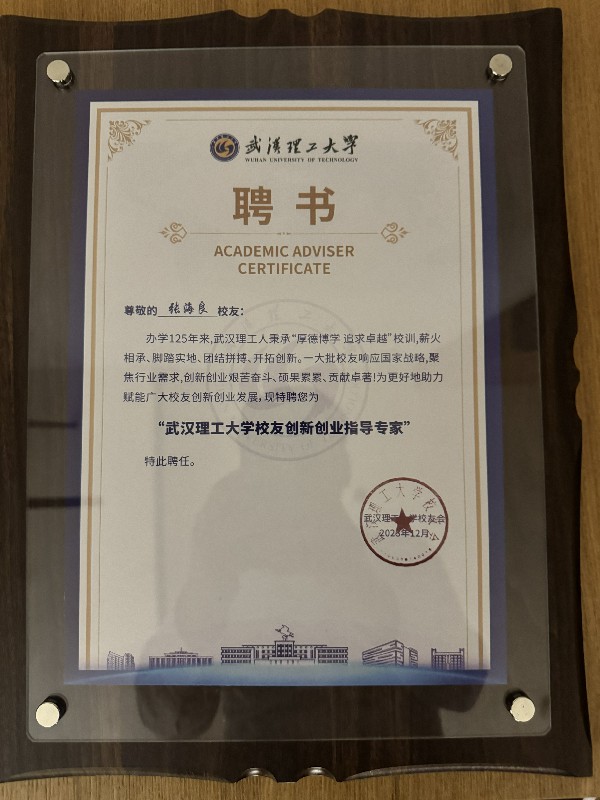 武汉理工大学
WUHAN UNIVERSITY OF TECHNOLOGY
聘书
ACADEMIC ADVISER
CERTIFICATE
尊敬的 张海良 校友：
办学125年来,武汉理工人秉承“厚德博学 追求卓越”校训,薪火
相承、脚踏实地、团结拼搏、开拓创新。一大批校友响应国家战略,聚
焦行业需求,创新创业艰苦奋斗、硕果累累、贡献卓著!为更好地助力
赋能广大校友创新创业发展,现特聘您为
“武汉理工大学校友创新创业指导专家”
特此聘任。
武汉理工大学校友会
2023年12月